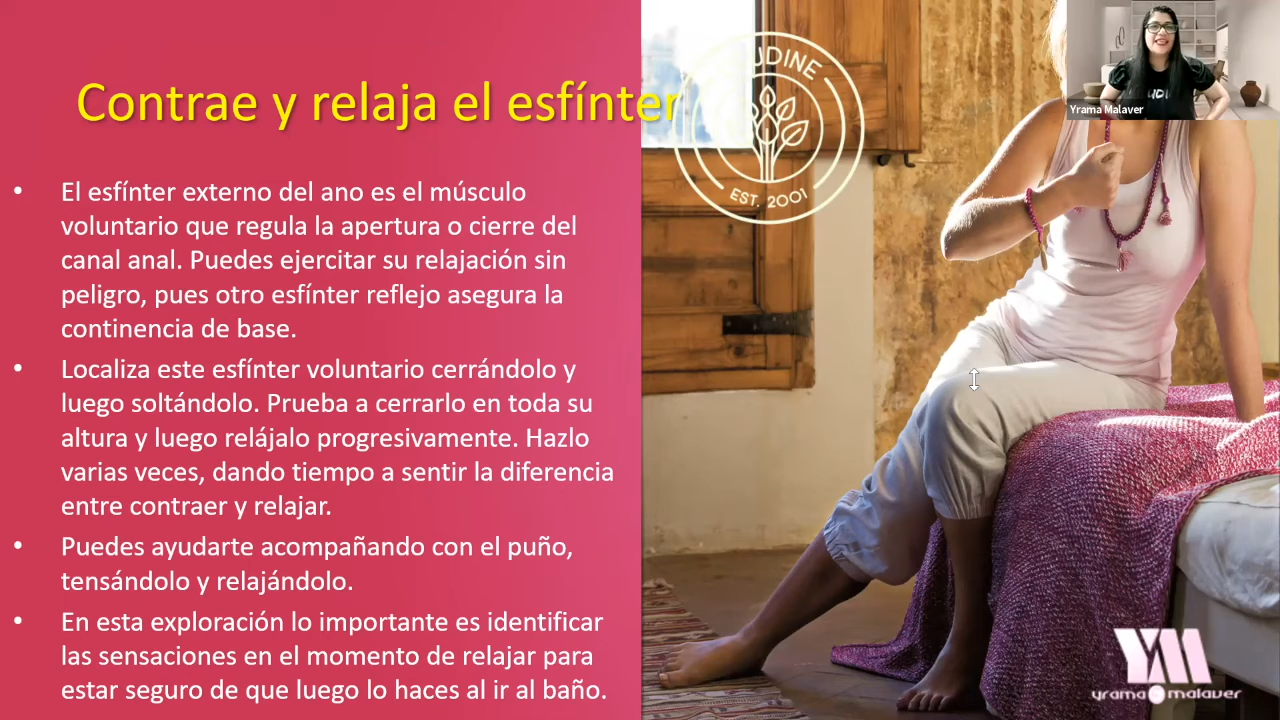 Contrae y relaja el esfínter
• El esfínter externo del ano es el músculo
voluntario que regula la apertura o cierre del
canal anal. Puedes ejercitar su relajación sin
peligro, pues otro esfínter reflejo asegura la
continencia de base.
• Localiza este esfínter voluntario cerrándolo y
luego soltándolo. Prueba a cerrarlo en toda su
altura y luego relájalo progresivamente. Hazlo
varias veces, dando tiempo a sentir la diferencia
entre contraer y relajar.
• Puedes ayudarte acompañando con el puño,
tensándolo y relajándolo.
• En esta exploración lo importante es identificar
las sensaciones en el momento de relajar para
estar seguro de que luego lo haces al ir al baño.
UDINE
EST. 2001
Yrama Malaver
YM
yrama malaver